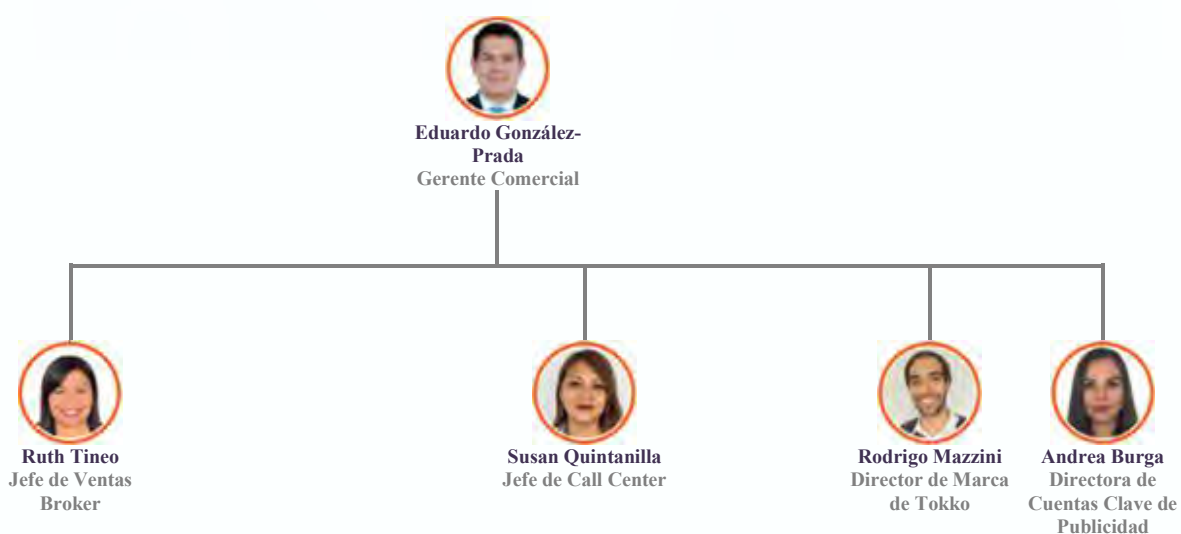 Eduardo González-
Prada
Gerente Comercial
Ruth Tineo
Jefe de Ventas
Broker
Susan Quintanilla
Jefe de Call Center
Rodrigo Mazzini
Director de Marca
de Tokko
Andrea Burga
Directora de
Cuentas Clave de
Publicidad